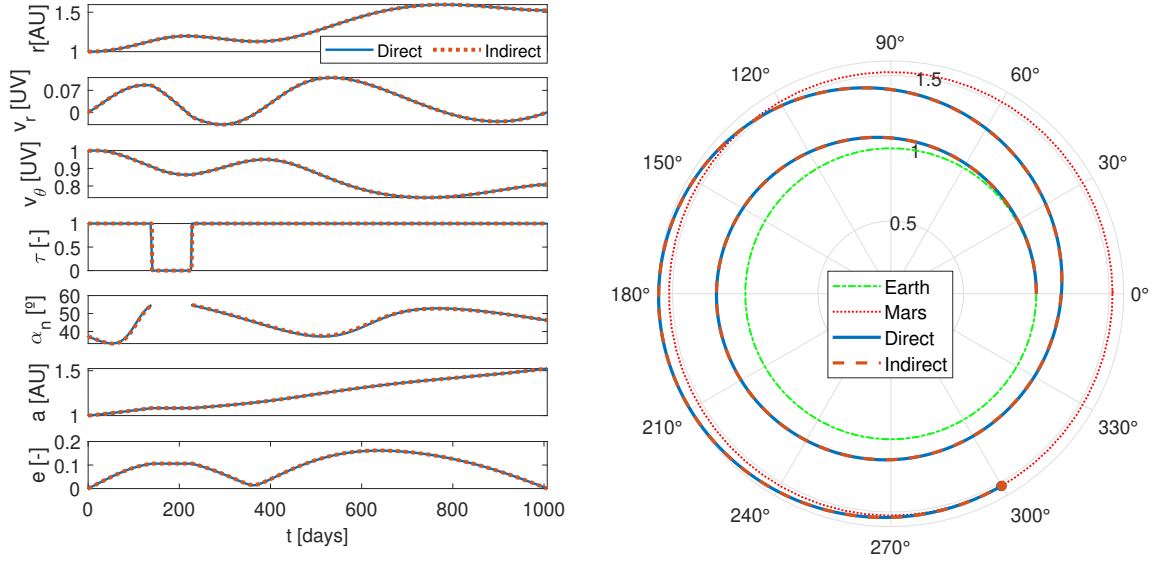 r[AU]
1.5
1
Direct
Indirect
v_r [UV]
0.07
0
v_θ [UV]
1
0.9
0.8
τ [-]
1
0.5
0
α_n [º]
60
50
40
a [AU]
1.5
1
e [-]
0.2
0.1
0
0 200 400 600 800 1000
t [days]
90°
120° 60°
1.5
150° 30°
1
0.5
180° 0°
Earth
Mars
Direct
Indirect
210° 330°
240° 300°
270°